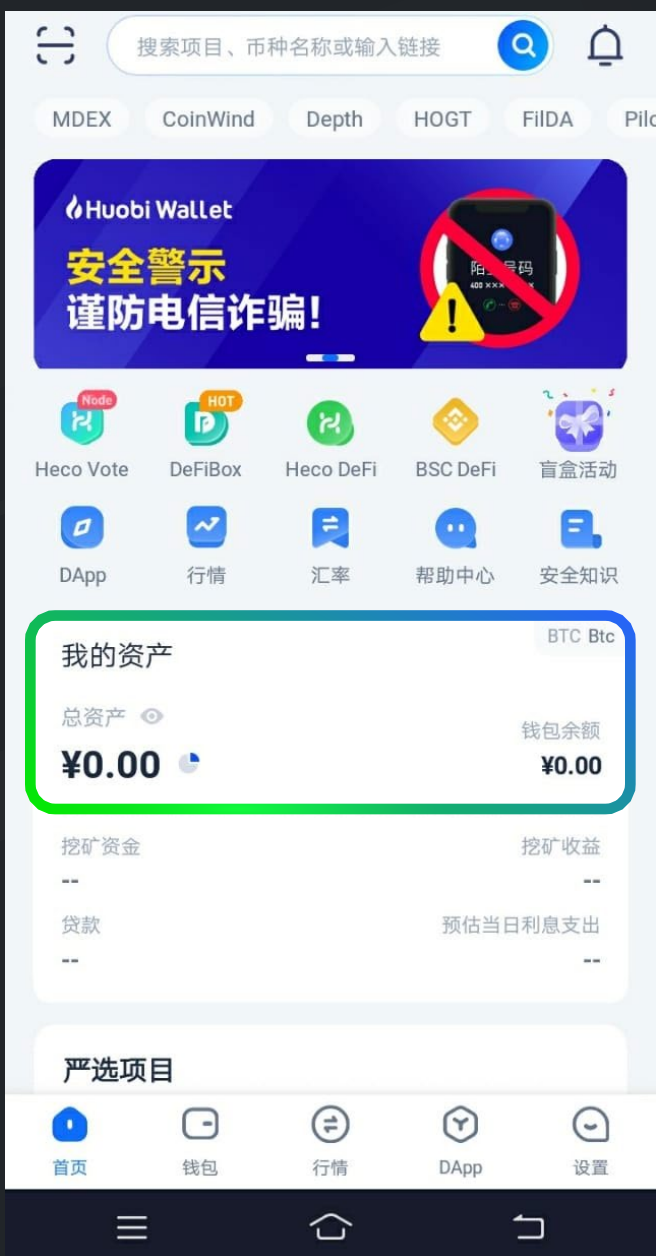 搜索项目、币种名称或输入链接
MDEX CoinWind Depth HOGT FilDA Pilo
Huobi Wallet
安全警示
谨防电信诈骗!
400 ×××
Node HOT
Heco Vote DeFiBox Heco DeFi BSC DeFi 盲盒活动
DApp 行情 汇率 帮助中心 安全知识
我的资产 BTC Btc
总资产 钱包余额
¥0.00 ¥0.00
挖矿资金 挖矿收益
-- --
贷款 预估当日利息支出
-- --
严选项目
首页 钱包 行情 DApp 设置